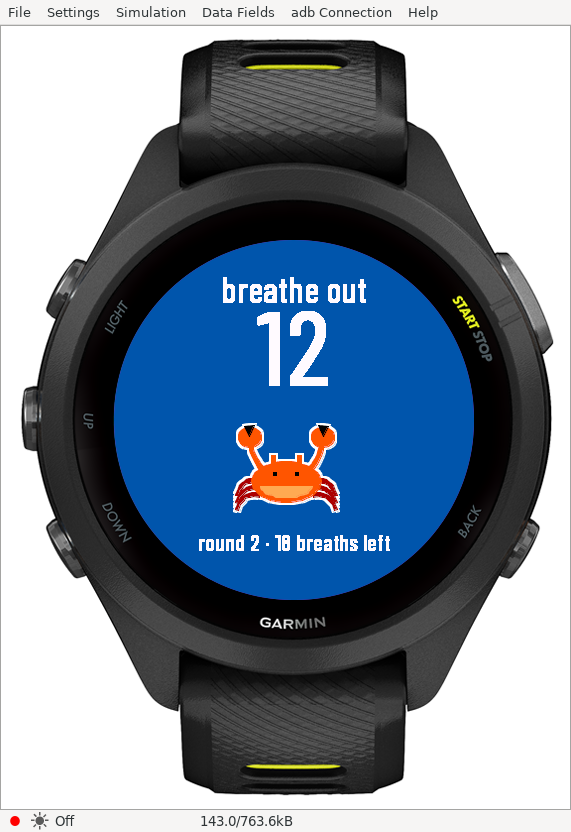 File Settings Simulation Data Fields adb Connection Help
breathe out
12
START STOP
LIGHT
UP
DOWN
BACK
round 2 · 18 breaths left
GARMIN
Off 143.0/763.6kB